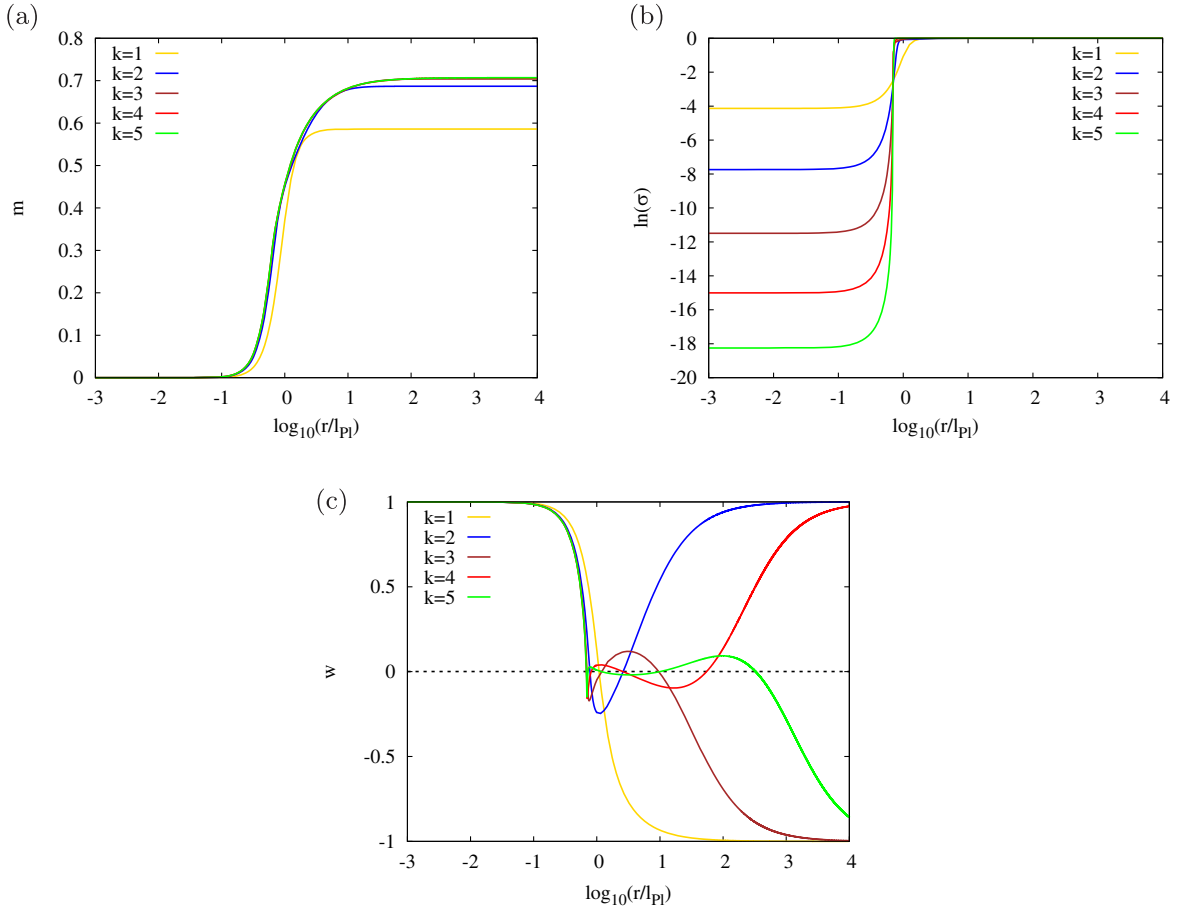 (a)
0.8
0.7
0.6
0.5
0.4
0.3
0.2
0.1
0
m
k=1
k=2
k=3
k=4
k=5
-3 -2 -1 0 1 2 3 4
log10(r/lPl)
(b)
0
-2
-4
-6
-8
-10
-12
-14
-16
-18
-20
ln(σ)
k=1
k=2
k=3
k=4
k=5
-3 -2 -1 0 1 2 3 4
log10(r/lPl)
(c)
1
0.5
0
-0.5
-1
w
k=1
k=2
k=3
k=4
k=5
-3 -2 -1 0 1 2 3 4
log10(r/lPl)